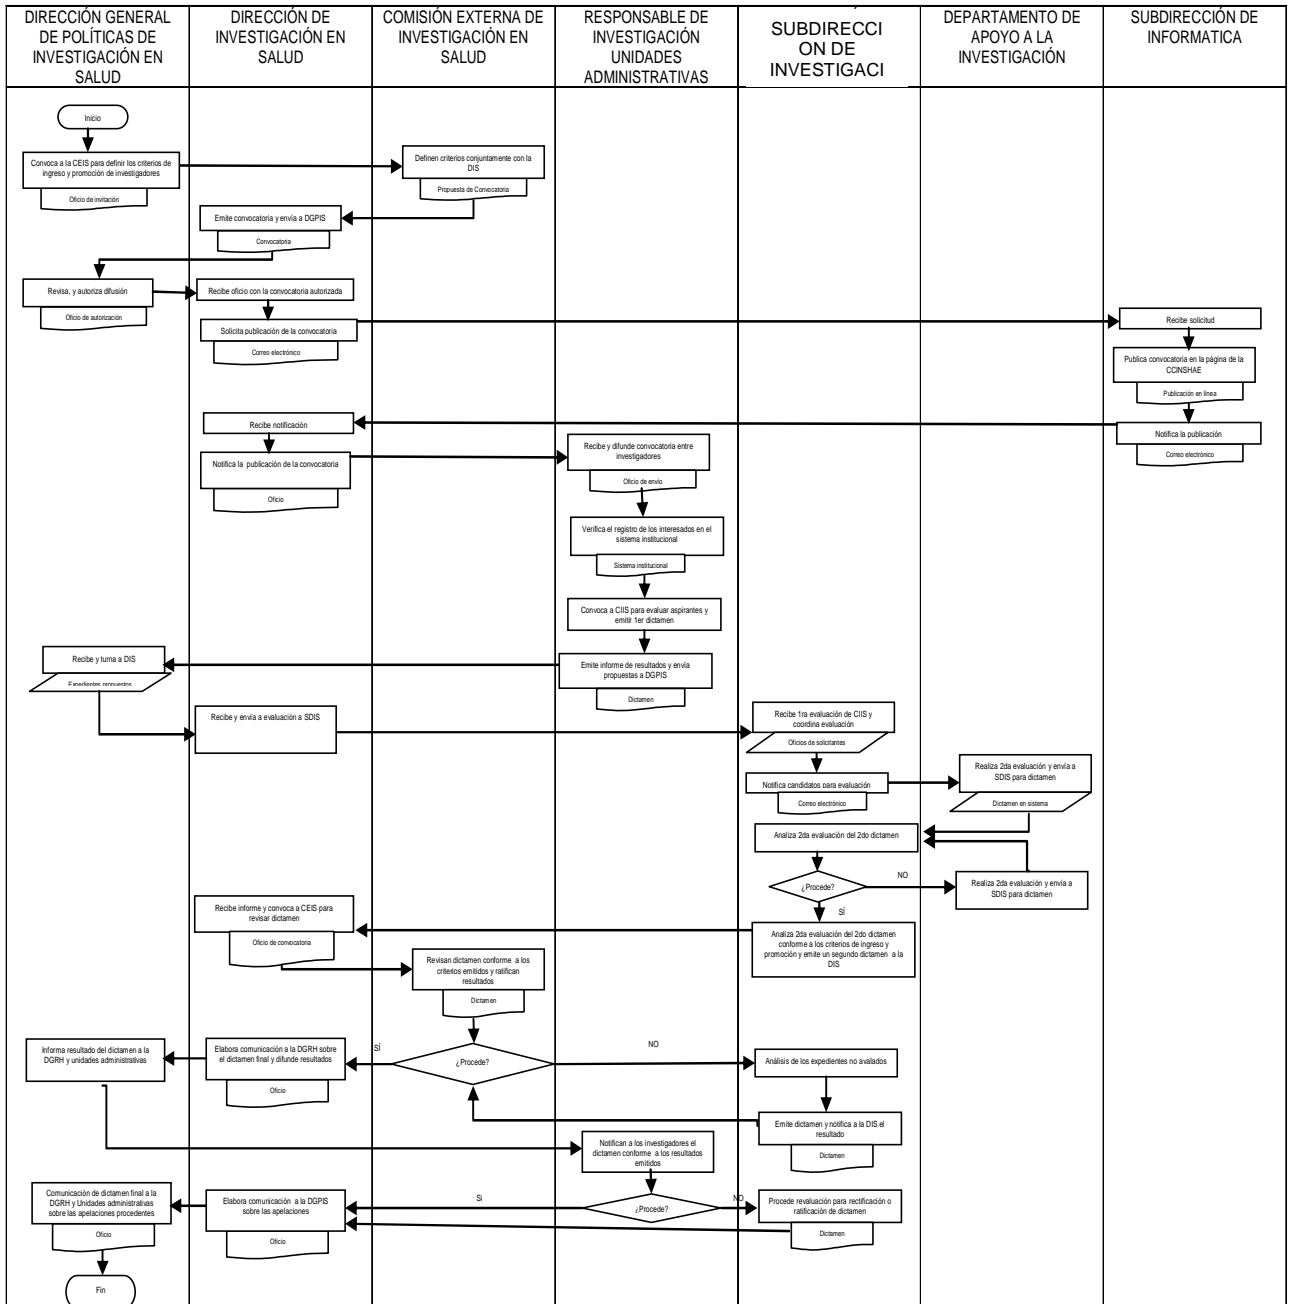 DIRECCIÓN GENERAL
DE POLÍTICAS DE
INVESTIGACIÓN EN
SALUD
DIRECCIÓN DE
INVESTIGACIÓN EN
SALUD
COMISIÓN EXTERNA DE
INVESTIGACIÓN EN
SALUD
RESPONSABLE DE
INVESTIGACIÓN
UNIDADES
ADMINISTRATIVAS
SUBDIRECCI
ON DE
INVESTIGACI
DEPARTAMENTO DE
APOYO A LA
INVESTIGACIÓN
SUBDIRECCIÓN DE
INFORMATICA
Inicio
Convoca a la CEIS para definir los criterios de
ingreso y promoción de investigadores
Oficio de invitación
Definen criterios conjuntamente con la
DIS
Propuesta de Convocatoria
Emite convocatoria y envía a DGPIS
Convocatoria
Revisa, y autoriza difusión
Oficio de autorización
Recibe oficio con la convocatoria autorizada
Solicita publicación de la convocatoria
Correo electrónico
Recibe solicitud
Publica convocatoria en la página de la
CCINSHAE
Publicación en línea
Notifica la publicación
Correo electrónico
Recibe notificación
Notifica la publicación de la convocatoria
Oficio
Recibe y difunde convocatoria entre
investigadores
Oficio de envío
Verifica el registro de los interesados en el
sistema institucional
Sistema institucional
Convoca a CIIS para evaluar aspirantes y
emitir 1er dictamen
Emite informe de resultados y envía
propuestas a DGPIS
Dictamen
Recibe y turna a DIS
Expedientes propuestos
Recibe y envía a evaluación a SDIS
Recibe 1ra evaluación de CIIS y
coordina evaluación
Oficios de solicitantes
Notifica candidatos para evaluación
Correo electrónico
Realiza 2da evaluación y envía a
SDIS para dictamen
Dictamen en sistema
Analiza 2da evaluación del 2do dictamen
¿Procede?
NO
SÍ
Realiza 2da evaluación y envía a
SDIS para dictamen
Analiza 2da evaluación del 2do dictamen
conforme a los criterios de ingreso y
promoción y emite un segundo dictamen a la
DIS
Recibe informe y convoca a CEIS para
revisar dictamen
Oficio de convocatoria
Revisan dictamen conforme a los
criterios emitidos y ratifican
resultados
Dictamen
¿Procede?
SÍ
NO
Elabora comunicación a la DGRH sobre
el dictamen final y difunde resultados
Oficio
Informa resultado del dictamen a la
DGRH y unidades administrativas
Análisis de los expedientes no avalados
Emite dictamen y notifica a la DIS el
resultado
Dictamen
Notifican a los investigadores el
dictamen conforme a los resultados
emitidos
¿Procede?
Si
NO
Procede revaluación para rectificación o
ratificación de dictamen
Dictamen
Elabora comunicación a la DGPIS
sobre las apelaciones
Oficio
Comunicación de dictamen final a la
DGRH y Unidades administrativas
sobre las apelaciones procedentes
Oficio
Fin